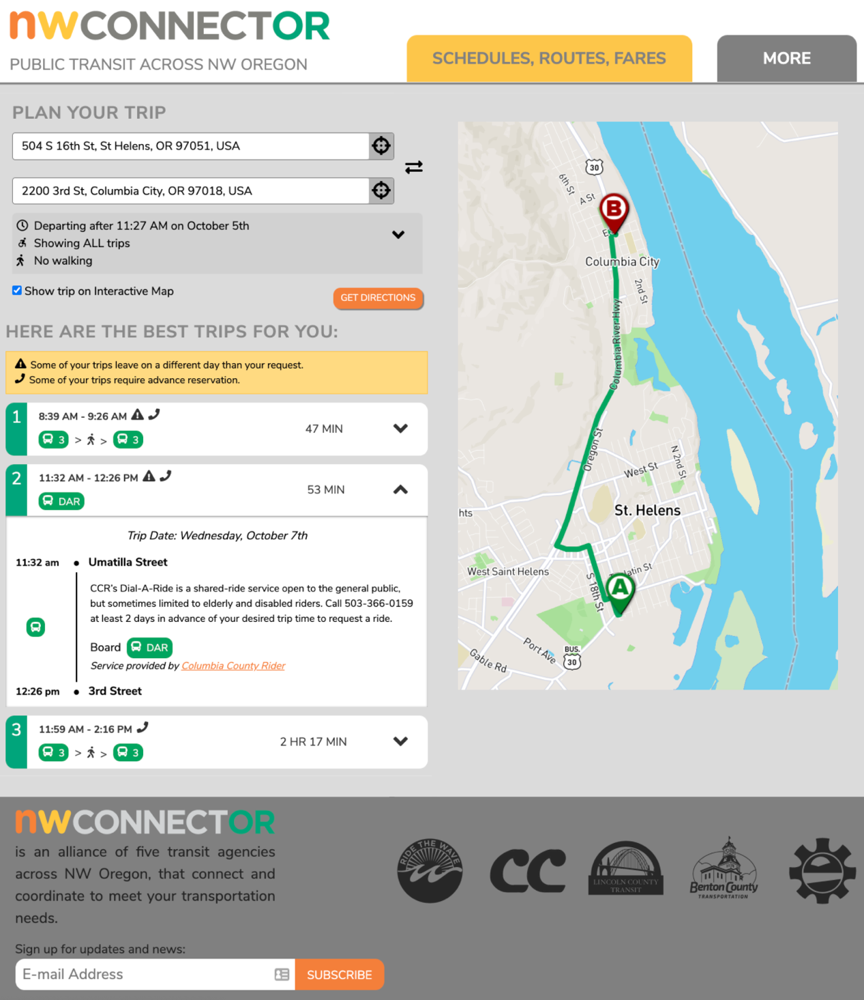 nWCONNECTOR
PUBLIC TRANSIT ACROSS NW OREGON
SCHEDULES, ROUTES, FARES
MORE
PLAN YOUR TRIP
504 S 16th St, St Helens, OR 97051, USA
2200 3rd St, Columbia City, OR 97018, USA
Departing after 11:27 AM on October 5th
Showing ALL trips
No walking
Show trip on Interactive Map
GET DIRECTIONS
HERE ARE THE BEST TRIPS FOR YOU:
Some of your trips leave on a different day than your request.
Some of your trips require advance reservation.
1
8:39 AM - 9:26 AM
47 MIN
3 > > 3
2
11:32 AM - 12:26 PM
53 MIN
DAR
Trip Date: Wednesday, October 7th
11:32 am
Umatilla Street
CCR's Dial-A-Ride is a shared-ride service open to the general public,
but sometimes limited to elderly and disabled riders. Call 503-366-0159
at least 2 days in advance of your desired trip time to request a ride.
Board DAR
Service provided by Columbia County Rider
12:26 pm
3rd Street
3
11:59 AM - 2:16 PM
2 HR 17 MIN
3 > > 3
30
6th St
A St
B
Columbia City
2nd St
Columbia River Hwy
Oregon St
N 2nd St
West St
St. Helens
hts
West Saint Helens
latin St
S 18th St
A
Port Ave
Gable Rd
BUS.
30
nWCONNECTOR
is an alliance of five transit agencies
across NW Oregon, that connect and
coordinate to meet your transportation
needs.
Sign up for updates and news:
E-mail Address
SUBSCRIBE
RIDE THE WAVE
CC
LINCOLN COUNTY
TRANSIT
Benton County
TRANSPORTATION